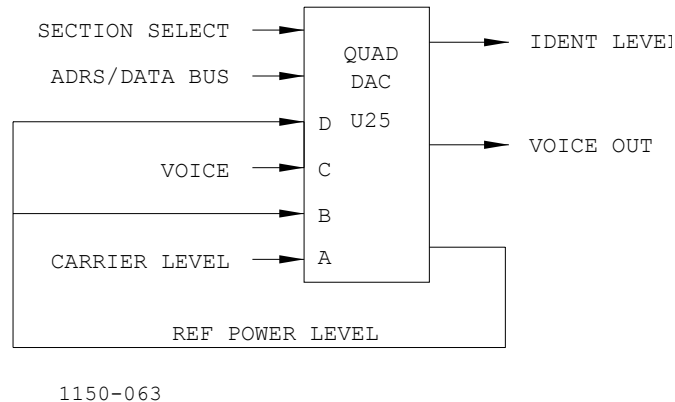 SECTION SELECT
QUAD
DAC
IDENT LEVEL
ADRS/DATA BUS
D
U25
VOICE
C
VOICE OUT
B
CARRIER LEVEL
A
REF POWER LEVEL
1150-063